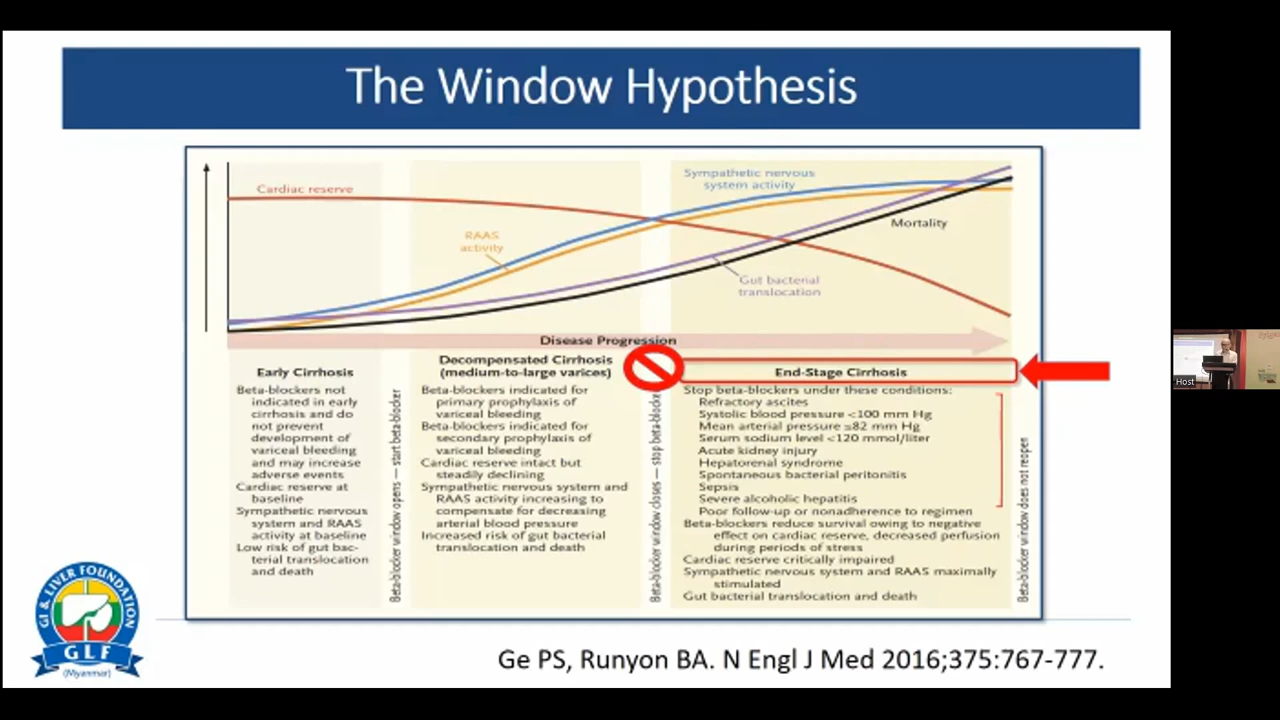 The Window Hypothesis
Cardiac reserve
Sympathetic nervous
system activity
RAAS
activity
Mortality
Gut bacterial
translocation
Disease Progression
Early Cirrhosis
Beta-blockers not
indicated in early
cirrhosis and do
not prevent
development of
variceal bleeding
and may increase
adverse events
Cardiac reserve at
baseline
Sympathetic nervous
system and RAAS
activity at baseline
Low risk of gut bac-
terial translocation
and death
Beta-blocker window opens — start beta-blocker
Decompensated Cirrhosis
(medium-to-large varices)
Beta-blockers indicated for
primary prophylaxis of
variceal bleeding
Beta-blockers indicated for
secondary prophylaxis of
variceal bleeding
Cardiac reserve intact but
steadily declining
Sympathetic nervous system and
RAAS activity increasing to
compensate for decreasing
arterial blood pressure
Increased risk of gut bacterial
translocation and death
Beta-blocker window closes — stop beta-blocke
End-Stage Cirrhosis
Stop beta-blockers under these conditions:
Refractory ascites
Systolic blood pressure <100 mm Hg
Mean arterial pressure ≤82 mm Hg
Serum sodium level <120 mmol/liter
Acute kidney injury
Hepatorenal syndrome
Spontaneous bacterial peritonitis
Sepsis
Severe alcoholic hepatitis
Poor follow-up or nonadherence to regimen
Beta-blockers reduce survival owing to negative
effect on cardiac reserve, decreased perfusion
during periods of stress
Cardiac reserve critically impaired
Sympathetic nervous system and RAAS maximally
stimulated
Gut bacterial translocation and death
Beta-blocker window does not reopen
GI & LIVER FOUNDATION
GLF
(Myanmar)
Ge PS, Runyon BA. N Engl J Med 2016;375:767-777.
Host